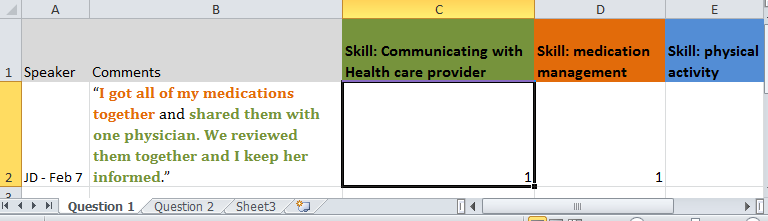 A B C D E
Skill: Communicating with Skill: medication Skill: physical
1 Speaker Comments Health care provider management activity
“I got all of my medications
together and shared them with
one physician. We reviewed
them together and I keep her
2 JD - Feb 7 informed.” 1 1
Question 1 Question 2 Sheet3